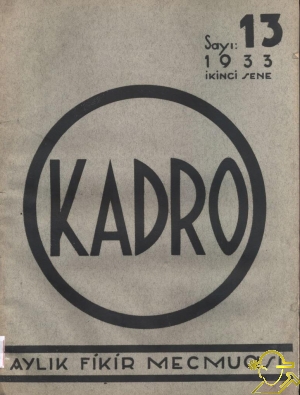 Sayı: 13
1933
İKİNCİ SENE
KADRO
AYLIK FİKİR MECMUASI